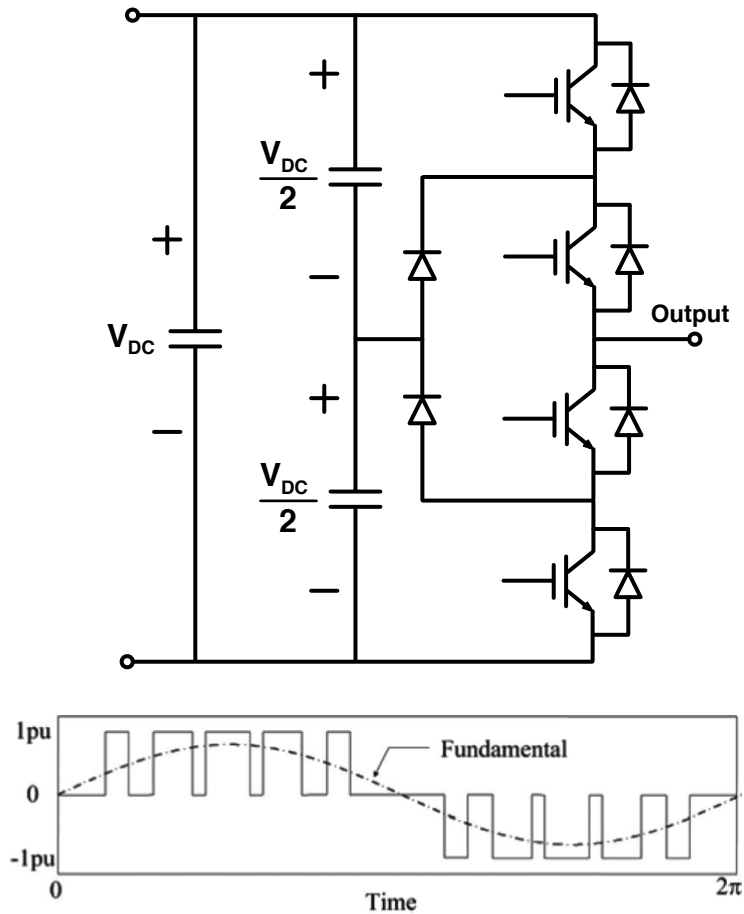 +
V_DC
2
−
+
V_DC
−
Output
+
V_DC
2
−
1pu
0
-1pu
Fundamental
0
Time
2π